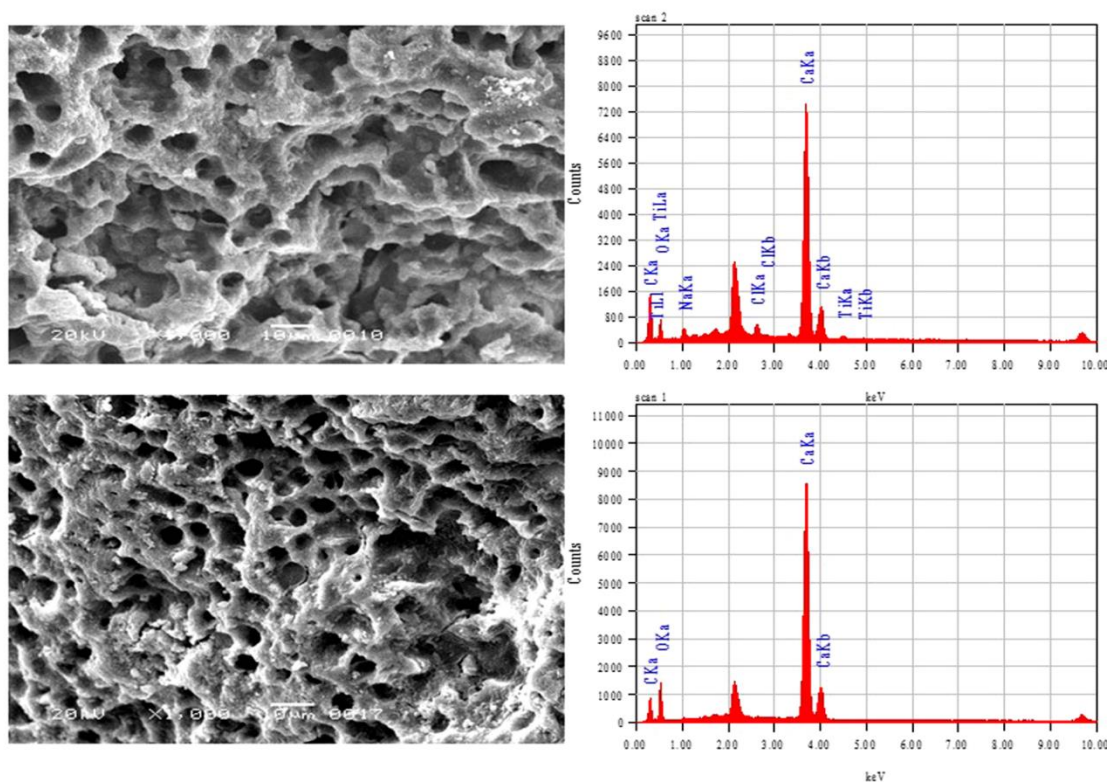 scan 2
9600
8800
8000
7200
6400
5600
4800
4000
3200
2400
1600
800
0
Counts
CKa
OKa TiLa
TiLl
NaKa
ClKa
ClKb
CaKa
CaKb
TiKa
TiKb
0.00 1.00 2.00 3.00 4.00 5.00 6.00 7.00 8.00 9.00 10.00
keV
20kV 10µm 0010
scan 1
11000
10000
9000
8000
7000
6000
5000
4000
3000
2000
1000
0
Counts
CKa
OKa
CaKa
CaKb
0.00 1.00 2.00 3.00 4.00 5.00 6.00 7.00 8.00 9.00 10.00
keV
20kV X1,000 10µm 0017